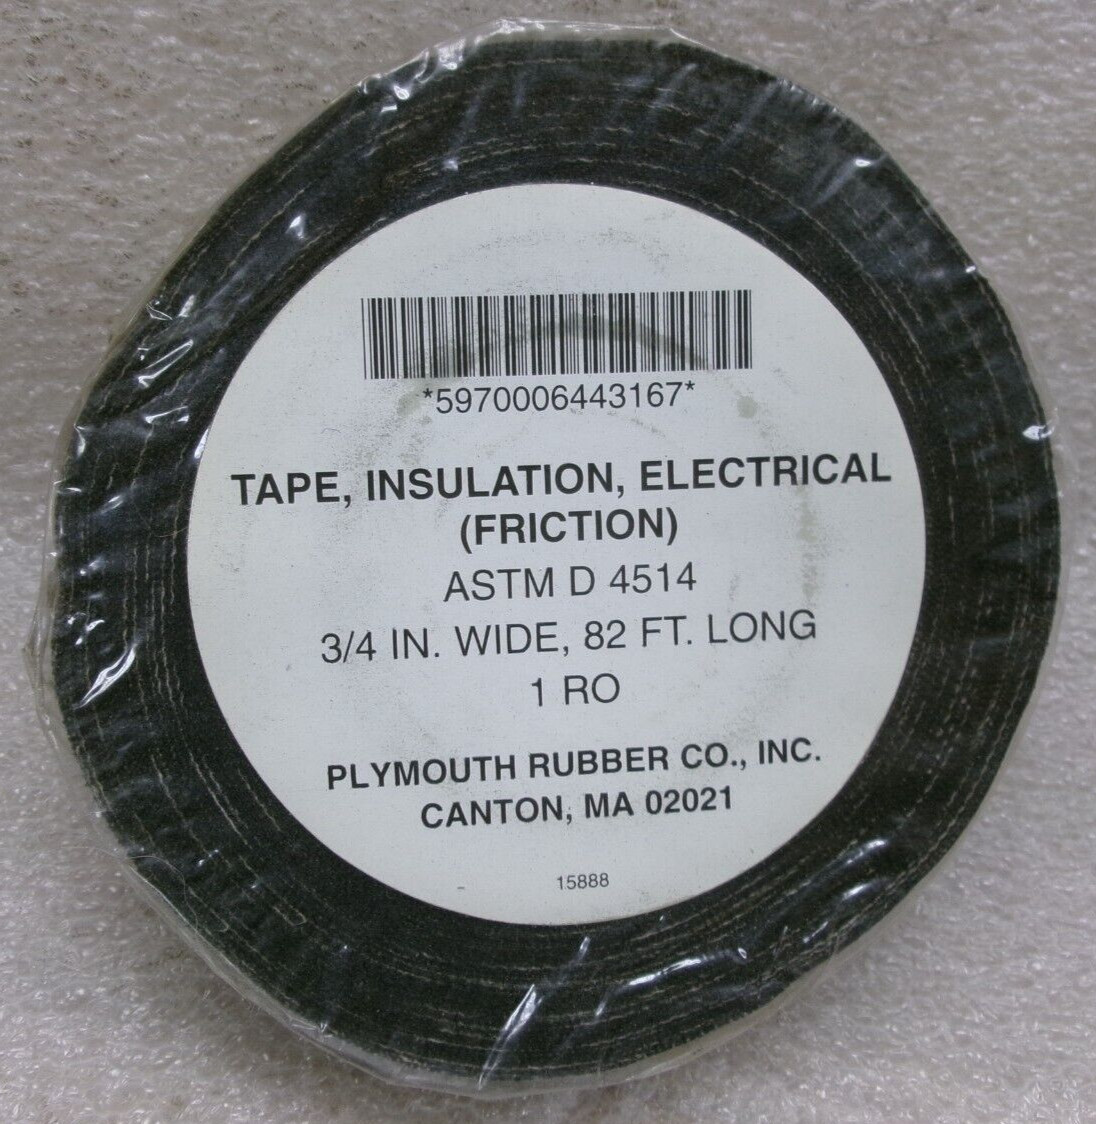 *5970006443167*
TAPE, INSULATION, ELECTRICAL
(FRICTION)
ASTM D 4514
3/4 IN. WIDE, 82 FT. LONG
1 RO
PLYMOUTH RUBBER CO., INC.
CANTON, MA 02021
15888